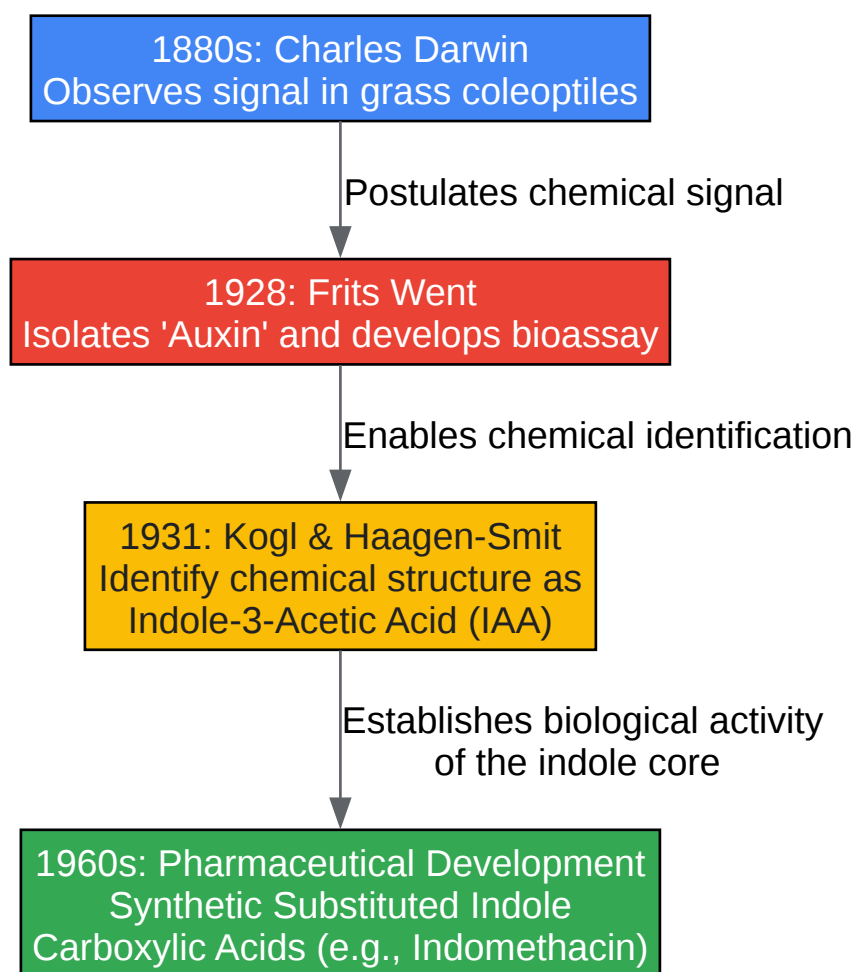 1880s: Charles Darwin
Observes signal in grass coleoptiles
Postulates chemical signal
1928: Frits Went
Isolates 'Auxin' and develops bioassay
Enables chemical identification
1931: Kogl & Haagen-Smit
Identify chemical structure as
Indole-3-Acetic Acid (IAA)
Establishes biological activity
of the indole core
1960s: Pharmaceutical Development
Synthetic Substituted Indole
Carboxylic Acids (e.g., Indomethacin)